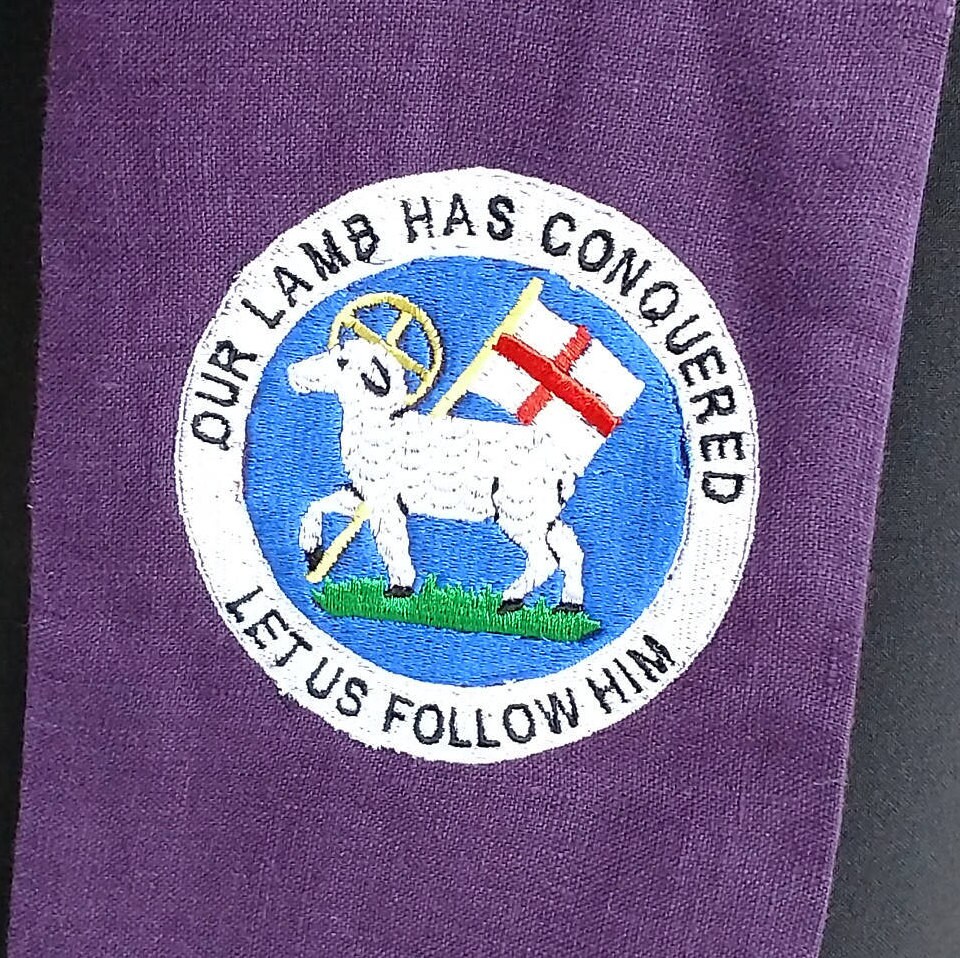 OUR LAMB HAS CONQUERED
LET US FOLLOW HIM